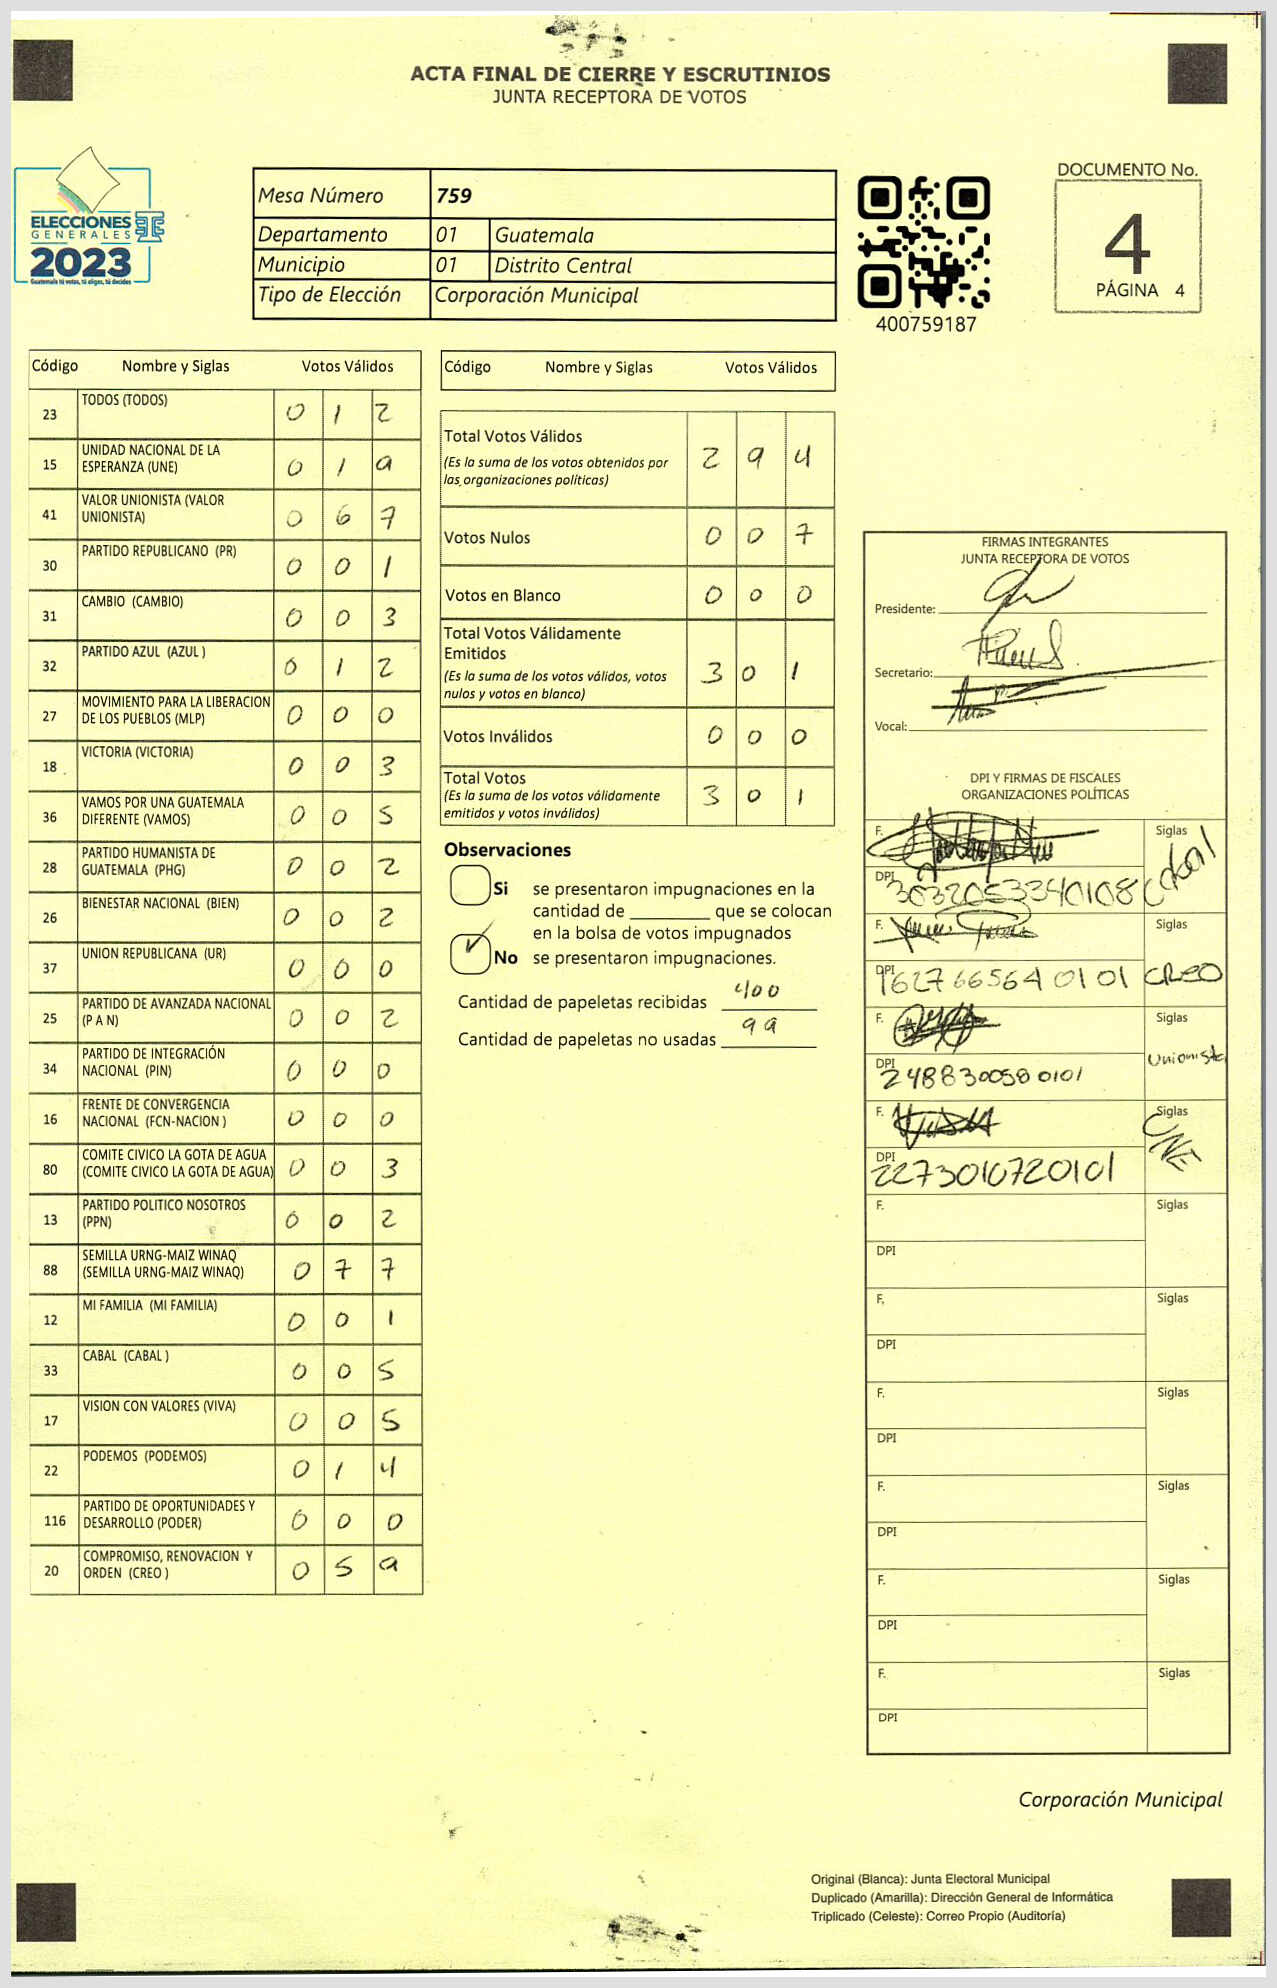 ACTA FINAL DE CIERRE Y ESCRUTINIOS
JUNTA RECEPTORA DE VOTOS
ELECCIONES
GENERALES
2023
Guatemala tú votas, tú eliges, tú decides
Mesa Número 759
Departamento 01 Guatemala
Municipio 01 Distrito Central
Tipo de Elección Corporación Municipal
400759187
DOCUMENTO No.
4
PÁGINA 4
Código Nombre y Siglas Votos Válidos
23 TODOS (TODOS) 0 1 2
15 UNIDAD NACIONAL DE LA
ESPERANZA (UNE) 0 1 9
41 VALOR UNIONISTA (VALOR
UNIONISTA) 0 6 7
30 PARTIDO REPUBLICANO (PR) 0 0 1
31 CAMBIO (CAMBIO) 0 0 3
32 PARTIDO AZUL (AZUL ) 0 1 2
27 MOVIMIENTO PARA LA LIBERACION
DE LOS PUEBLOS (MLP) 0 0 0
18 VICTORIA (VICTORIA) 0 0 3
36 VAMOS POR UNA GUATEMALA
DIFERENTE (VAMOS) 0 0 5
28 PARTIDO HUMANISTA DE
GUATEMALA (PHG) 0 0 2
26 BIENESTAR NACIONAL (BIEN) 0 0 2
37 UNION REPUBLICANA (UR) 0 0 0
25 PARTIDO DE AVANZADA NACIONAL
(P A N) 0 0 2
34 PARTIDO DE INTEGRACIÓN
NACIONAL (PIN) 0 0 0
16 FRENTE DE CONVERGENCIA
NACIONAL (FCN-NACION ) 0 0 0
80 COMITE CIVICO LA GOTA DE AGUA
(COMITE CIVICO LA GOTA DE AGUA) 0 0 3
13 PARTIDO POLITICO NOSOTROS
(PPN) 0 0 2
88 SEMILLA URNG-MAIZ WINAQ
(SEMILLA URNG-MAIZ WINAQ) 0 7 7
12 MI FAMILIA (MI FAMILIA) 0 0 1
33 CABAL (CABAL ) 0 0 5
17 VISION CON VALORES (VIVA) 0 0 5
22 PODEMOS (PODEMOS) 0 1 4
116 PARTIDO DE OPORTUNIDADES Y
DESARROLLO (PODER) 0 0 0
20 COMPROMISO, RENOVACION Y
ORDEN (CREO ) 0 5 9
Código Nombre y Siglas Votos Válidos
Total Votos Válidos 2 9 4
(Es la suma de los votos obtenidos por
las organizaciones políticas)
Votos Nulos 0 0 7
Votos en Blanco 0 0 0
Total Votos Válidamente
Emitidos 3 0 1
(Es la suma de los votos válidos, votos
nulos y votos en blanco)
Votos Inválidos 0 0 0
Total Votos 3 0 1
(Es la suma de los votos válidamente
emitidos y votos inválidos)
Observaciones
Si se presentaron impugnaciones en la
cantidad de ________ que se colocan
en la bolsa de votos impugnados
No se presentaron impugnaciones.
Cantidad de papeletas recibidas 400
Cantidad de papeletas no usadas 99
FIRMAS INTEGRANTES
JUNTA RECEPTORA DE VOTOS
Presidente:
Secretario:
Vocal:
DPI Y FIRMAS DE FISCALES
ORGANIZACIONES POLÍTICAS
F. Siglas
DPI 3032053340108
F. Siglas
DPI 1627665640101 CREO
F. Siglas
DPI 2488300580101 Unionista
F. Siglas
DPI 2273010720101 UNE
F. Siglas
DPI
F. Siglas
DPI
F. Siglas
DPI
F. Siglas
DPI
F. Siglas
DPI
F. Siglas
DPI
Corporación Municipal
Original (Blanca): Junta Electoral Municipal
Duplicado (Amarilla): Dirección General de Informática
Triplicado (Celeste): Correo Propio (Auditoría)